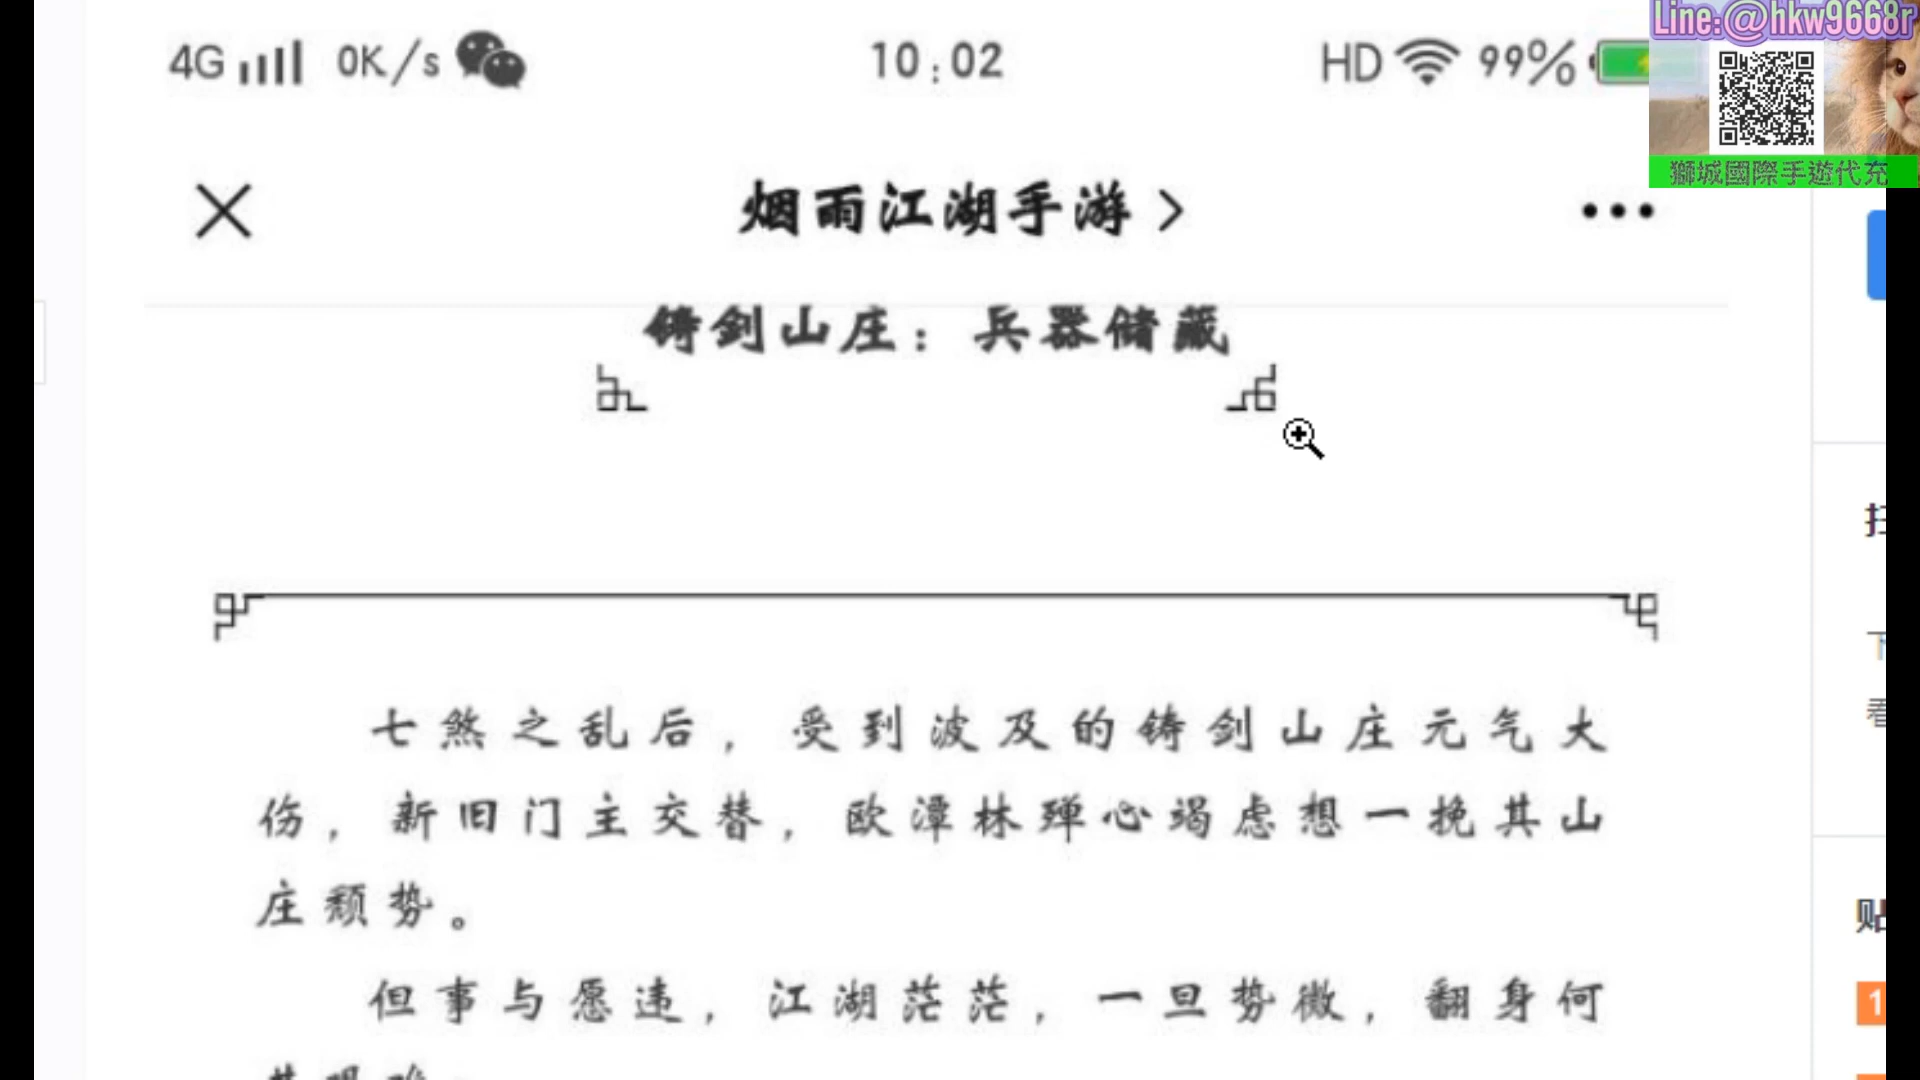 Line:@hkw9668r
4G 0K/s 10:02 HD 99%
獅城國際手遊代充
烟雨江湖手游
铸剑山庄：兵器储藏
七煞之乱后，受到波及的铸剑山庄元气大
伤，新旧门主交替，欧潭林殚心竭虑想一挽其山
庄颓势。
但事与愿违，江湖茫茫，一旦势微，翻身何
下
看
贴
1